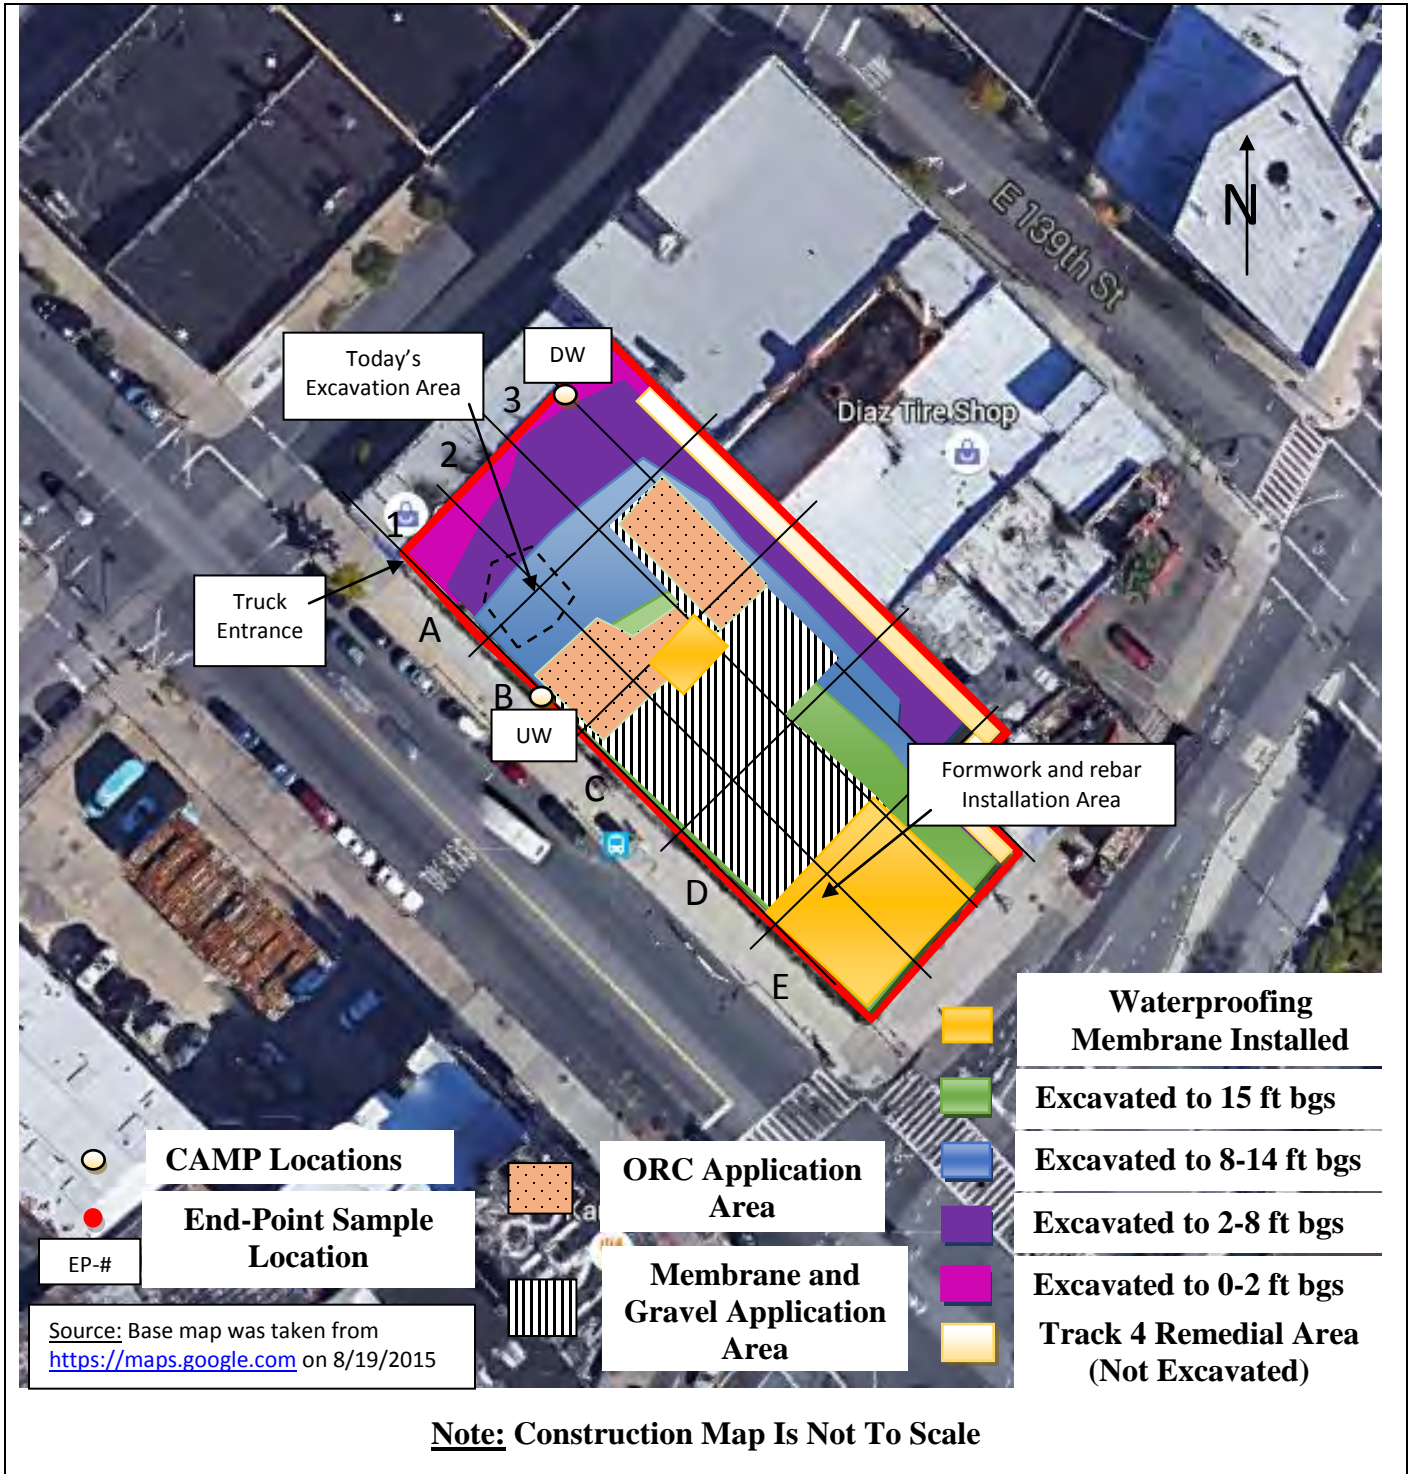 E 139th St
N
Today's
Excavation Area
DW
3
Diaz Tire Shop
2
1
Truck
Entrance
A
B
UW
Formwork and rebar
Installation Area
C
D
E
Waterproofing
Membrane Installed
Excavated to 15 ft bgs
CAMP Locations
ORC Application
Area
Excavated to 8-14 ft bgs
End-Point Sample
Location
EP-#
Excavated to 2-8 ft bgs
Membrane and
Gravel Application
Area
Excavated to 0-2 ft bgs
Source: Base map was taken from
https://maps.google.com on 8/19/2015
Track 4 Remedial Area
(Not Excavated)
Note: Construction Map Is Not To Scale